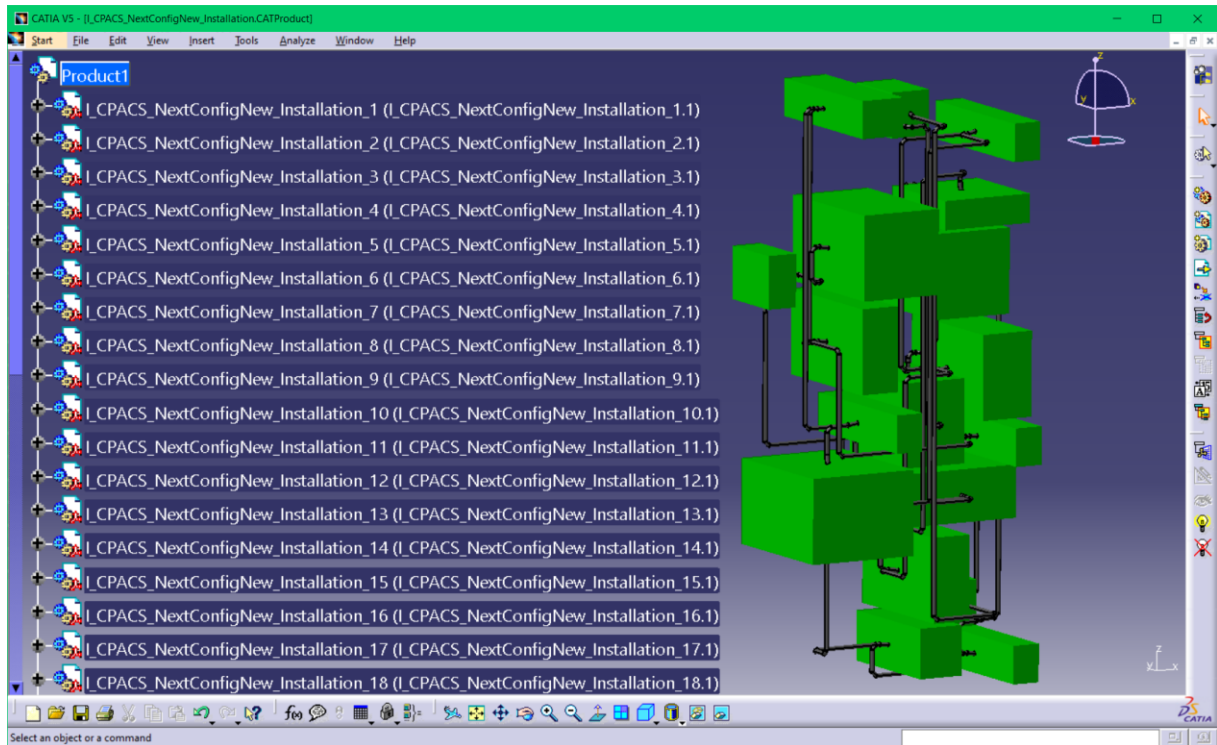 CATIA V5 - [I_CPACS_NextConfigNew_Installation.CATProduct]
Start File Edit View Insert Tools Analyze Window Help
Product1
I_CPACS_NextConfigNew_Installation_1 (I_CPACS_NextConfigNew_Installation_1.1)
I_CPACS_NextConfigNew_Installation_2 (I_CPACS_NextConfigNew_Installation_2.1)
I_CPACS_NextConfigNew_Installation_3 (I_CPACS_NextConfigNew_Installation_3.1)
I_CPACS_NextConfigNew_Installation_4 (I_CPACS_NextConfigNew_Installation_4.1)
I_CPACS_NextConfigNew_Installation_5 (I_CPACS_NextConfigNew_Installation_5.1)
I_CPACS_NextConfigNew_Installation_6 (I_CPACS_NextConfigNew_Installation_6.1)
I_CPACS_NextConfigNew_Installation_7 (I_CPACS_NextConfigNew_Installation_7.1)
I_CPACS_NextConfigNew_Installation_8 (I_CPACS_NextConfigNew_Installation_8.1)
I_CPACS_NextConfigNew_Installation_9 (I_CPACS_NextConfigNew_Installation_9.1)
I_CPACS_NextConfigNew_Installation_10 (I_CPACS_NextConfigNew_Installation_10.1)
I_CPACS_NextConfigNew_Installation_11 (I_CPACS_NextConfigNew_Installation_11.1)
I_CPACS_NextConfigNew_Installation_12 (I_CPACS_NextConfigNew_Installation_12.1)
I_CPACS_NextConfigNew_Installation_13 (I_CPACS_NextConfigNew_Installation_13.1)
I_CPACS_NextConfigNew_Installation_14 (I_CPACS_NextConfigNew_Installation_14.1)
I_CPACS_NextConfigNew_Installation_15 (I_CPACS_NextConfigNew_Installation_15.1)
I_CPACS_NextConfigNew_Installation_16 (I_CPACS_NextConfigNew_Installation_16.1)
I_CPACS_NextConfigNew_Installation_17 (I_CPACS_NextConfigNew_Installation_17.1)
I_CPACS_NextConfigNew_Installation_18 (I_CPACS_NextConfigNew_Installation_18.1)
z
y x
z
y x
f(x)
CATIA
Select an object or a command